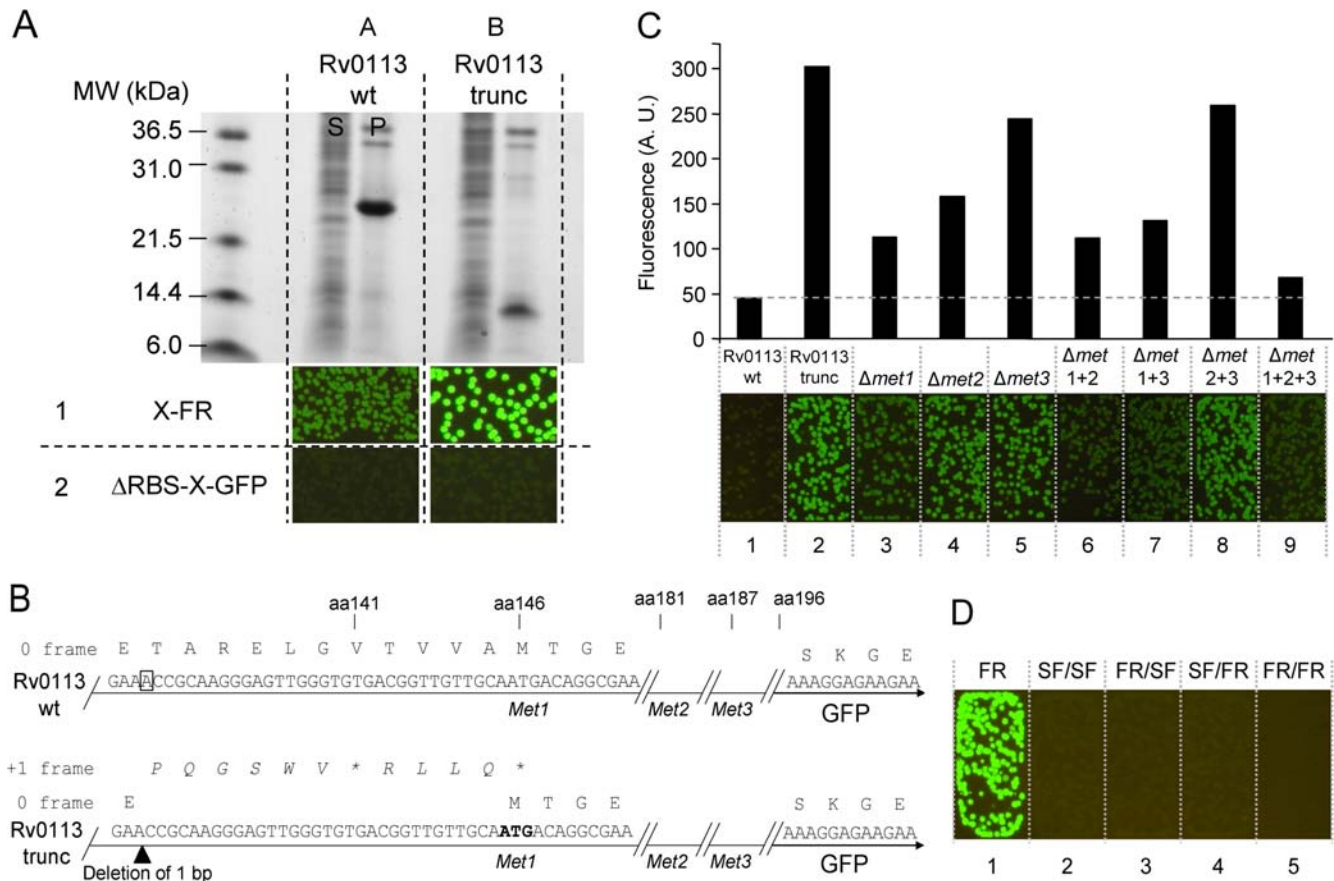 A
A B
Rv0113 Rv0113
wt trunc
MW (kDa)
S P
36.5
31.0
21.5
14.4
6.0
1 X-FR
2 ΔRBS-X-GFP
B
aa141 aa146 aa181 aa187 aa196
0 frame E T A R E L G V T V V A M T G E S K G E
Rv0113 GAAACCGCAAGGGAGTTGGGTGTGACGGTTGTTGCAATGACAGGCGAA AAAGGAGAAGAA
wt Met1 Met2 Met3 GFP
+1 frame P Q G S W V * R L L Q *
0 frame E M T G E S K G E
Rv0113 GAACCGCAAGGGAGTTGGGTGTGACGGTTGTTGCAATGACAGGCGAA AAAGGAGAAGAA
trunc Met1 Met2 Met3 GFP
Deletion of 1 bp
C
Fluorescence (A. U.)
300
250
200
150
100
50
0
Rv0113 Rv0113 Δmet1 Δmet2 Δmet3 Δmet Δmet Δmet Δmet
wt trunc 1+2 1+3 2+3 1+2+3
1 2 3 4 5 6 7 8 9
D
FR SF/SF FR/SF SF/FR FR/FR
1 2 3 4 5